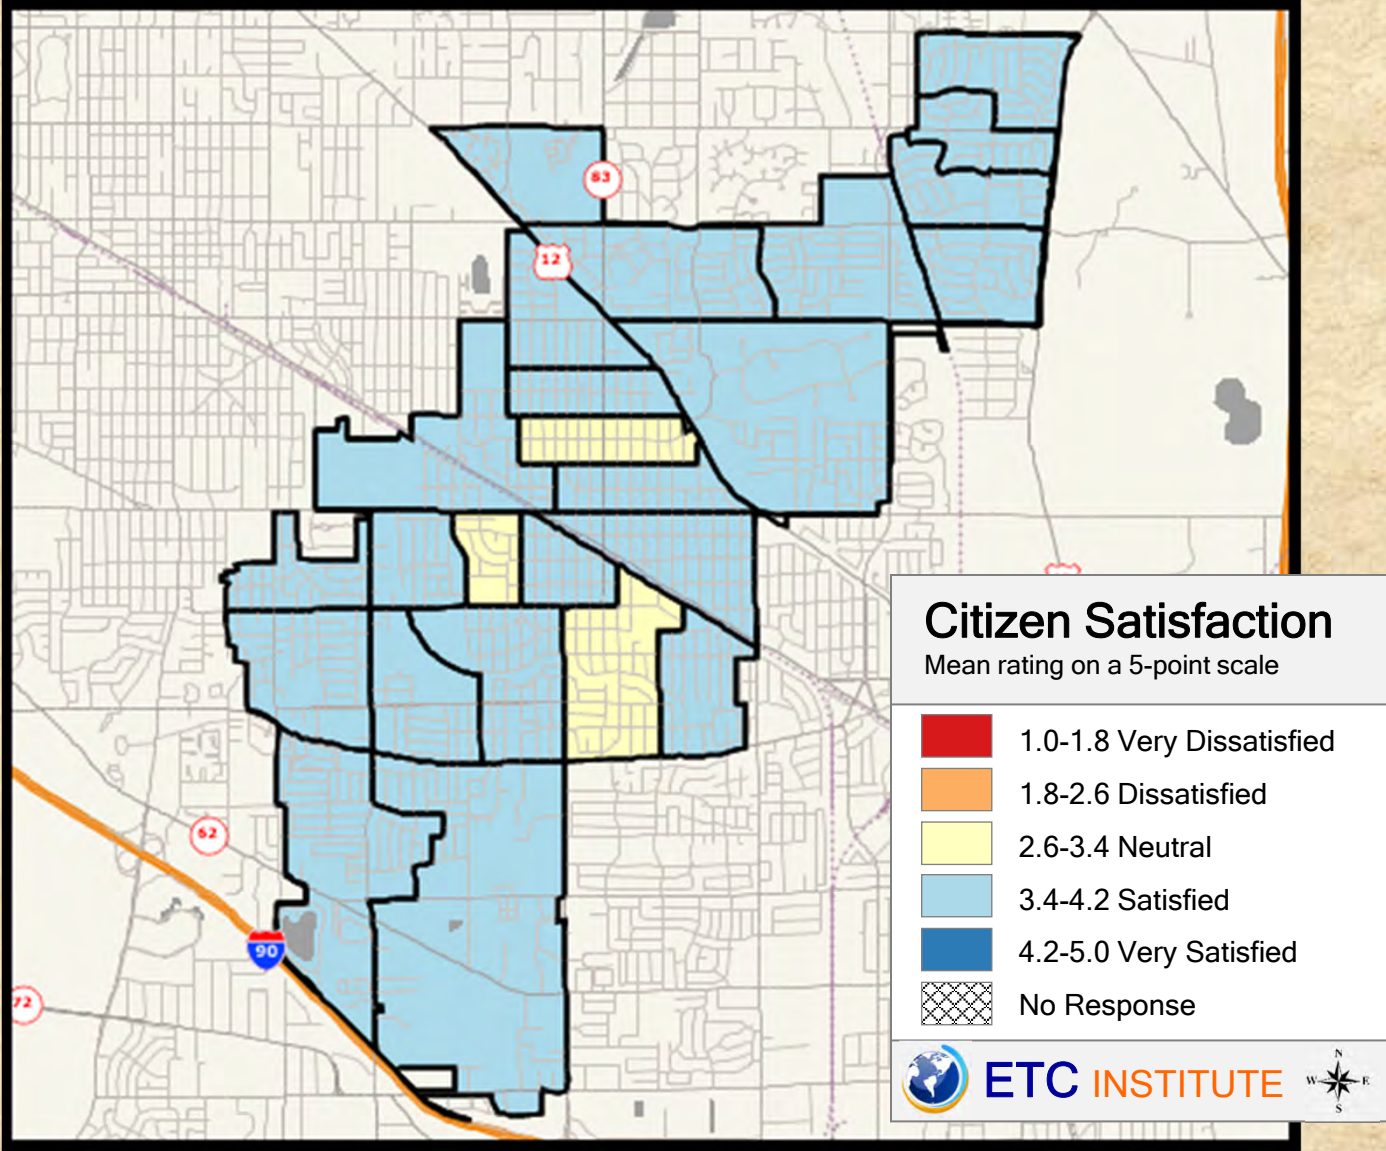 83
12
62
90
72
Citizen Satisfaction
Mean rating on a 5-point scale
1.0-1.8 Very Dissatisfied
1.8-2.6 Dissatisfied
2.6-3.4 Neutral
3.4-4.2 Satisfied
4.2-5.0 Very Satisfied
No Response
ETC INSTITUTE
N
W E
S